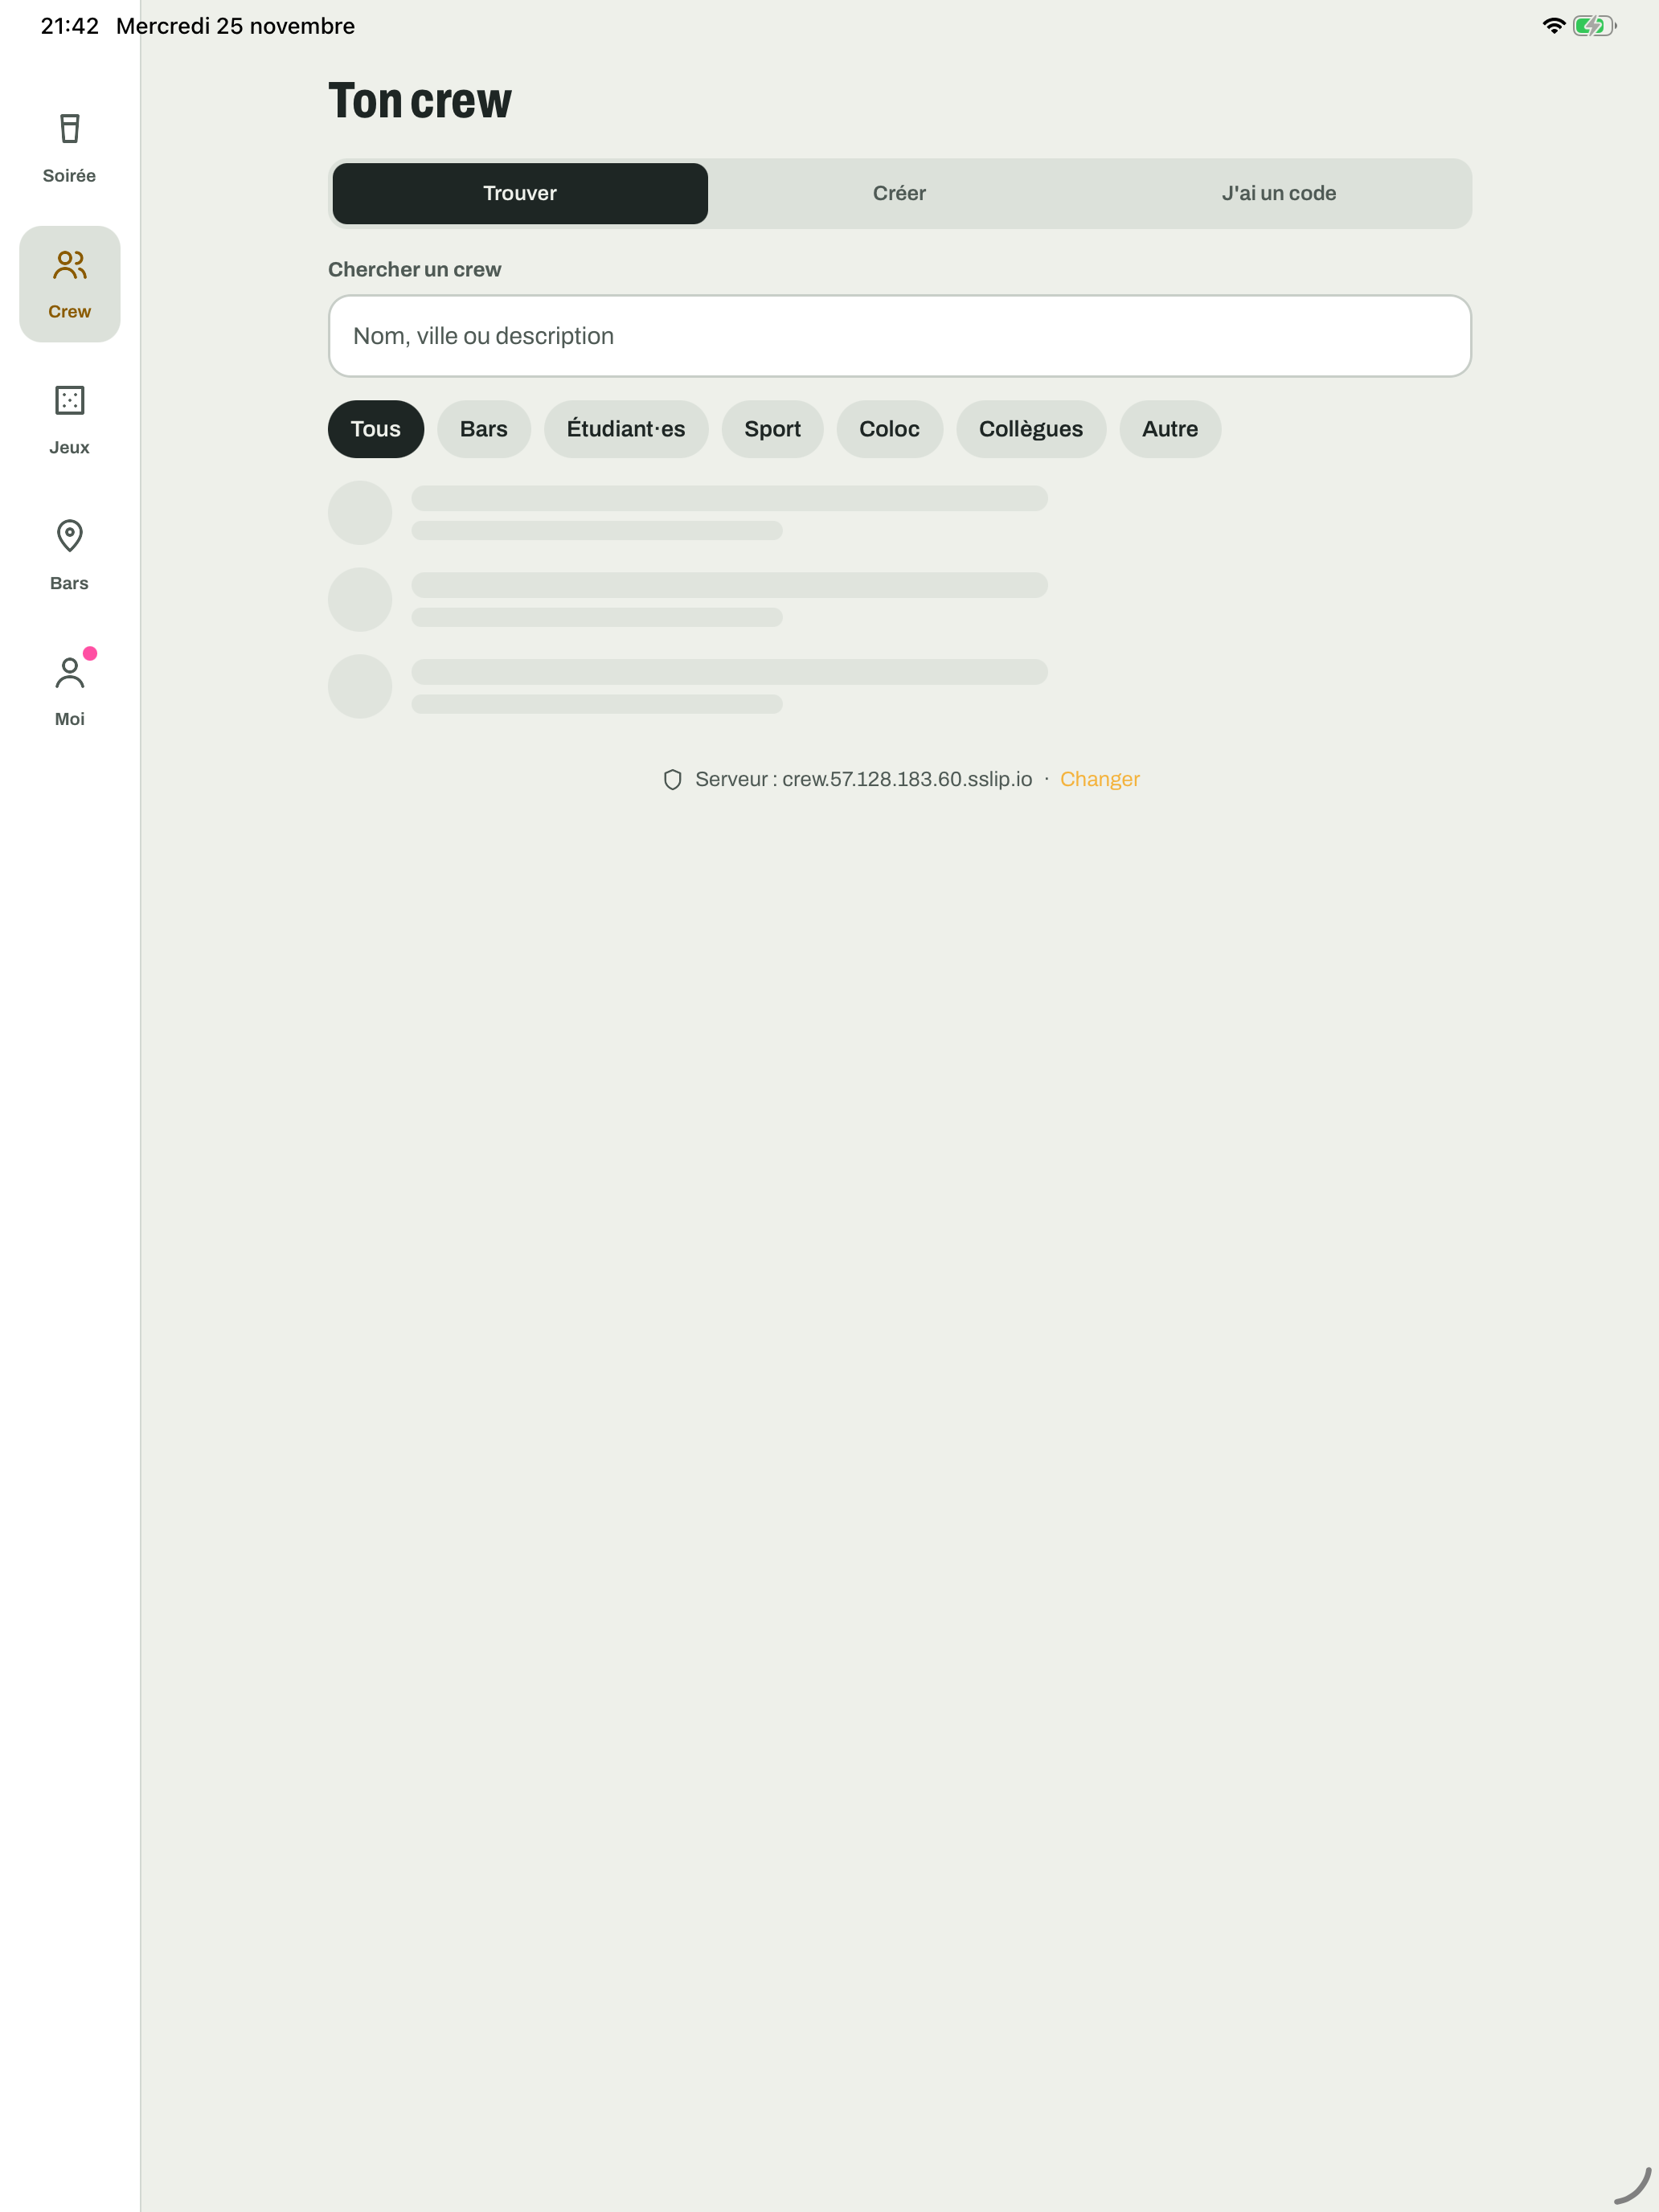 21:42 Mercredi 25 novembre
Soirée
Crew
Jeux
Bars
Moi
Ton crew
Trouver
Créer
J'ai un code
Chercher un crew
Nom, ville ou description
Tous
Bars
Étudiant·es
Sport
Coloc
Collègues
Autre
Serveur : crew.57.128.183.60.sslip.io · Changer